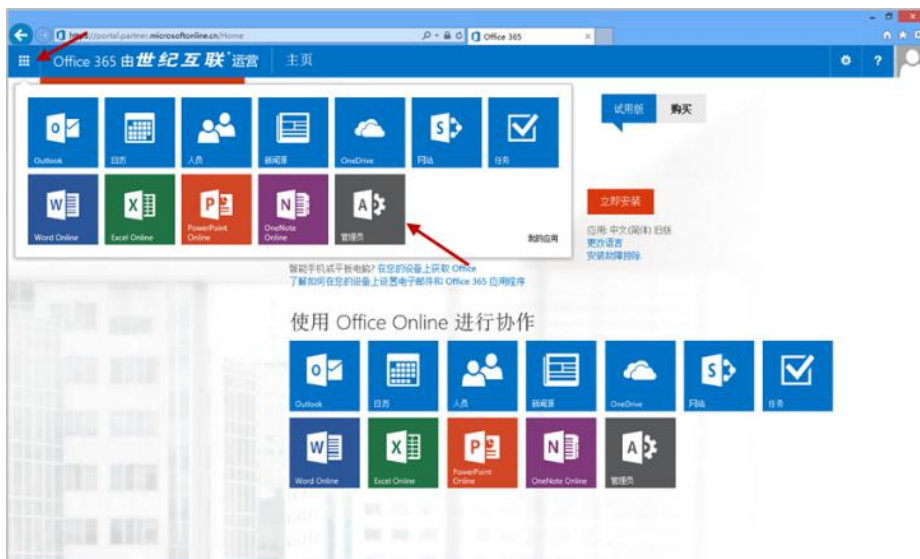 https://portal.partner.microsoftonline.cn/Home
Office 365
Office 365 由世纪互联运营 主页
?
Outlook 日历 人员 新闻源 OneDrive 网站 任务
试用版 购买
Word Online Excel Online PowerPoint Online OneNote Online 管理员
我的应用
立即安装
应用: 中文(简体) 旧版
更改语言
安装故障排除
智能手机或平板电脑? 在您的设备上获取 Office
了解如何在您的设备上设置电子邮件和 Office 365 应用程序
使用 Office Online 进行协作
Outlook 日历 人员 新闻源 OneDrive 网站 任务
Word Online Excel Online PowerPoint Online OneNote Online 管理员